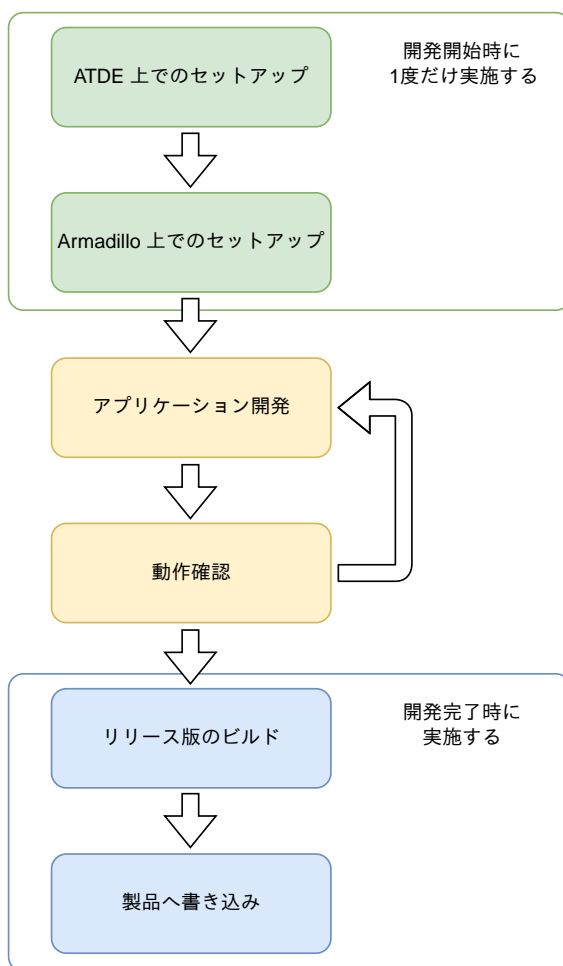 ATDE 上でのセットアップ
開発開始時に
1度だけ実施する
Armadillo 上でのセットアップ
アプリケーション開発
動作確認
リリース版のビルド
開発完了時に
実施する
製品へ書き込み